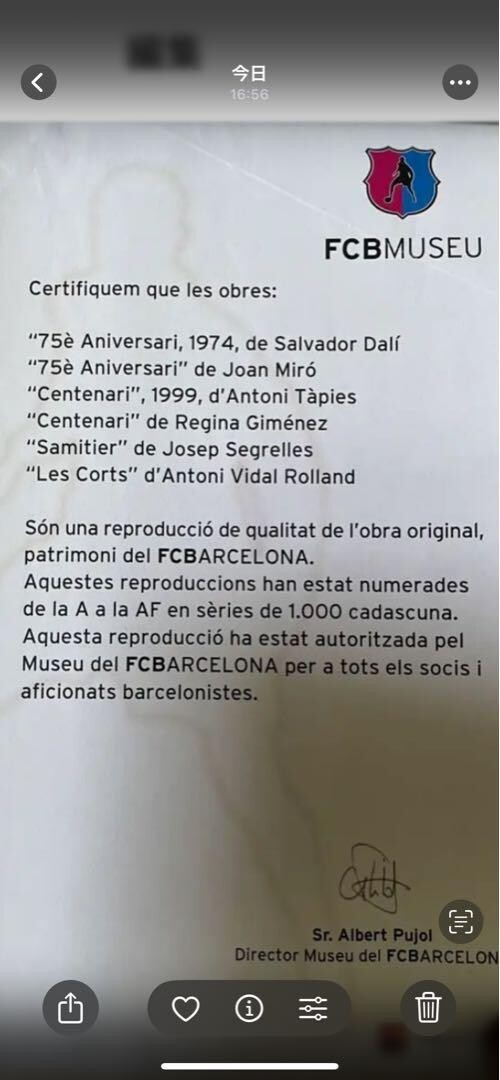 今日
16:56
FCBMUSEU
Certifiquem que les obres:
“75è Aniversari, 1974, de Salvador Dalí
“75è Aniversari” de Joan Miró
“Centenari”, 1999, d’Antoni Tàpies
“Centenari” de Regina Giménez
“Samitier” de Josep Segrelles
“Les Corts” d’Antoni Vidal Rolland
Són una reproducció de qualitat de l’obra original,
patrimoni del FCBARCELONA.
Aquestes reproduccions han estat numerades
de la A a la AF en sèries de 1.000 cadascuna.
Aquesta reproducció ha estat autoritzada pel
Museu del FCBARCELONA per a tots els socis i
aficionats barcelonistes.
Sr. Albert Pujol
Director Museu del FCBARCELON